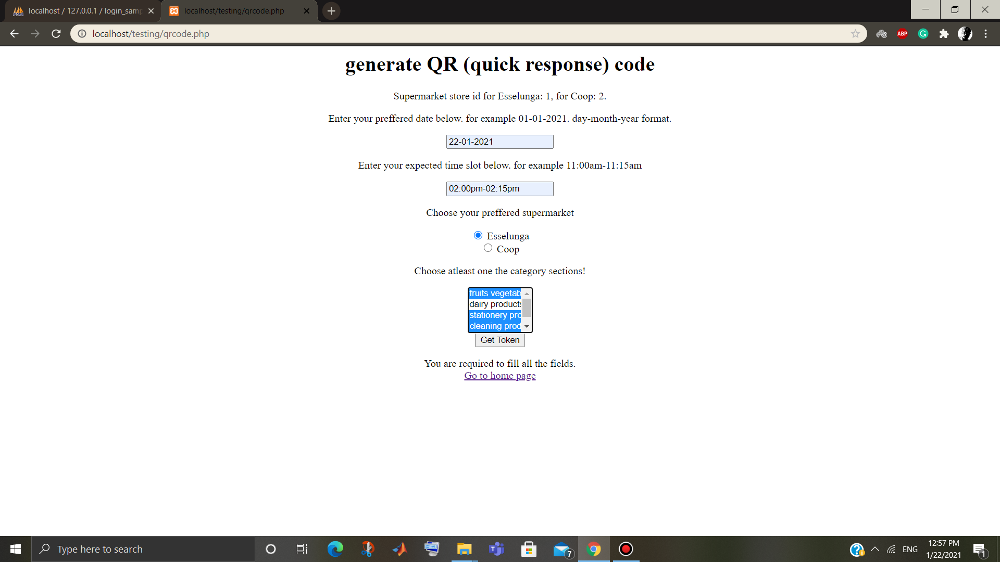 localhost / 127.0.0.1 / login_samp
localhost/testing/qrcode.php
localhost/testing/qrcode.php
ABP
generate QR (quick response) code
Supermarket store id for Esselunga: 1, for Coop: 2.
Enter your preffered date below. for example 01-01-2021. day-month-year format.
22-01-2021
Enter your expected time slot below. for example 11:00am-11:15am
02:00pm-02:15pm
Choose your preffered supermarket
Esselunga
Coop
Choose atleast one the category sections!
fruits vegetab
dairy products
stationery pro
cleaning prod
Get Token
You are required to fill all the fields.
Go to home page
Type here to search
7
ENG
12:57 PM
1/22/2021
1